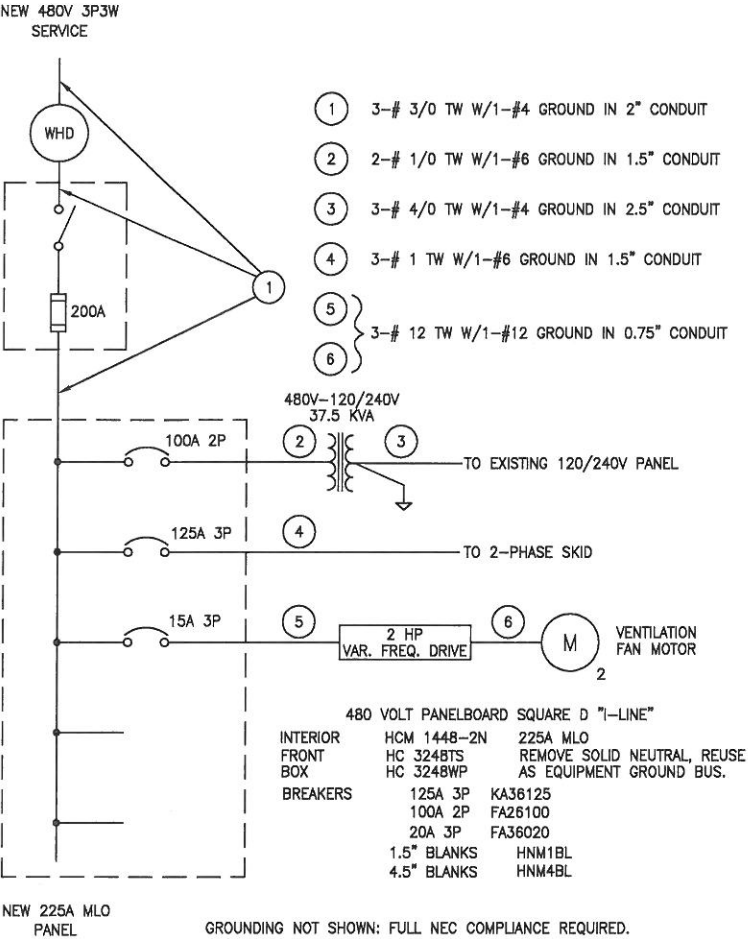 NEW 480V 3P3W
SERVICE
WHD
200A
1
1 3-# 3/0 TW W/1-#4 GROUND IN 2" CONDUIT
2 2-# 1/0 TW W/1-#6 GROUND IN 1.5" CONDUIT
3 3-# 4/0 TW W/1-#4 GROUND IN 2.5" CONDUIT
4 3-# 1 TW W/1-#6 GROUND IN 1.5" CONDUIT
5
3-# 12 TW W/1-#12 GROUND IN 0.75" CONDUIT
6
480V-120/240V
37.5 KVA
100A 2P
2
3
TO EXISTING 120/240V PANEL
125A 3P
4
TO 2-PHASE SKID
15A 3P
5
2 HP
VAR. FREQ. DRIVE
6
M
2
VENTILATION
FAN MOTOR
480 VOLT PANELBOARD SQUARE D "I-LINE"
INTERIOR HCM 1448-2N 225A MLO
FRONT HC 3248TS REMOVE SOLID NEUTRAL, REUSE
BOX HC 3248WP AS EQUIPMENT GROUND BUS.
BREAKERS 125A 3P KA36125
100A 2P FA26100
20A 3P FA36020
1.5" BLANKS HNM1BL
4.5" BLANKS HNM4BL
NEW 225A MLO
PANEL
GROUNDING NOT SHOWN: FULL NEC COMPLIANCE REQUIRED.